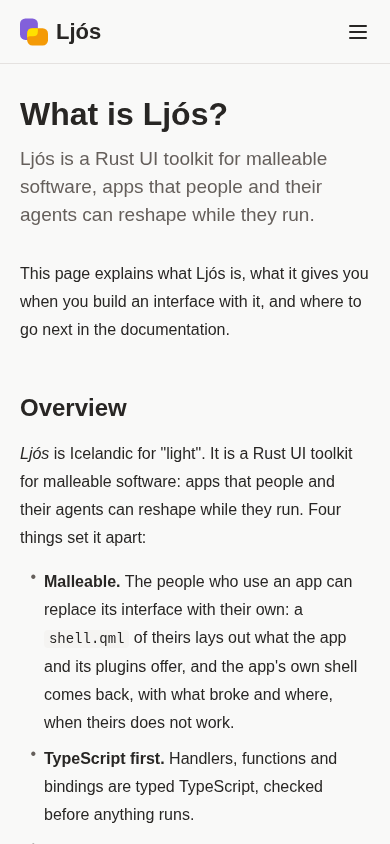 Ljós
What is Ljós?
Ljós is a Rust UI toolkit for malleable
software, apps that people and their
agents can reshape while they run.
This page explains what Ljós is, what it gives you
when you build an interface with it, and where to
go next in the documentation.
Overview
Ljós is Icelandic for "light". It is a Rust UI toolkit
for malleable software: apps that people and
their agents can reshape while they run. Four
things set it apart:
• Malleable. The people who use an app can
replace its interface with their own: a
shell.qml of theirs lays out what the app
and its plugins offer, and the app's own shell
comes back, with what broke and where,
when theirs does not work.
• TypeScript first. Handlers, functions and
bindings are typed TypeScript, checked
before anything runs.